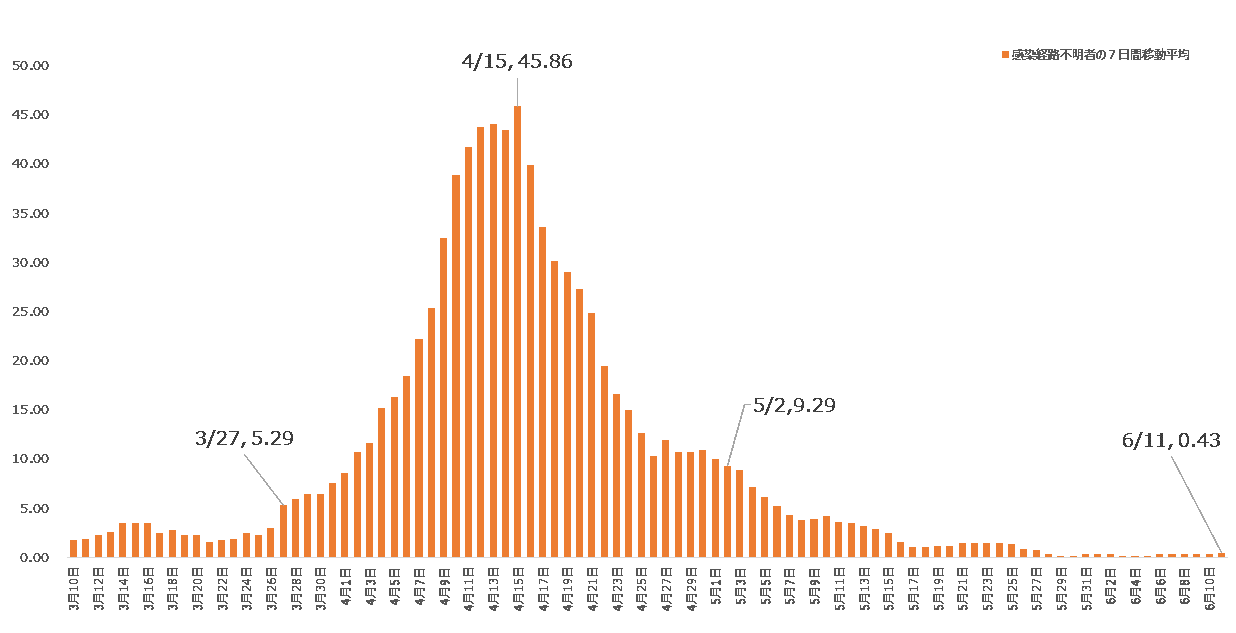 感染経路不明者の７日間移動平均
4/15, 45.86
3/27, 5.29
5/2,9.29
6/11, 0.43
50.00
45.00
40.00
35.00
30.00
25.00
20.00
15.00
10.00
5.00
0.00
3月10日
3月12日
3月14日
3月16日
3月18日
3月20日
3月22日
3月24日
3月26日
3月28日
3月30日
4月1日
4月3日
4月5日
4月7日
4月9日
4月11日
4月13日
4月15日
4月17日
4月19日
4月21日
4月23日
4月25日
4月27日
4月29日
5月1日
5月3日
5月5日
5月7日
5月9日
5月11日
5月13日
5月15日
5月17日
5月19日
5月21日
5月23日
5月25日
5月27日
5月29日
5月31日
6月2日
6月4日
6月6日
6月8日
6月10日